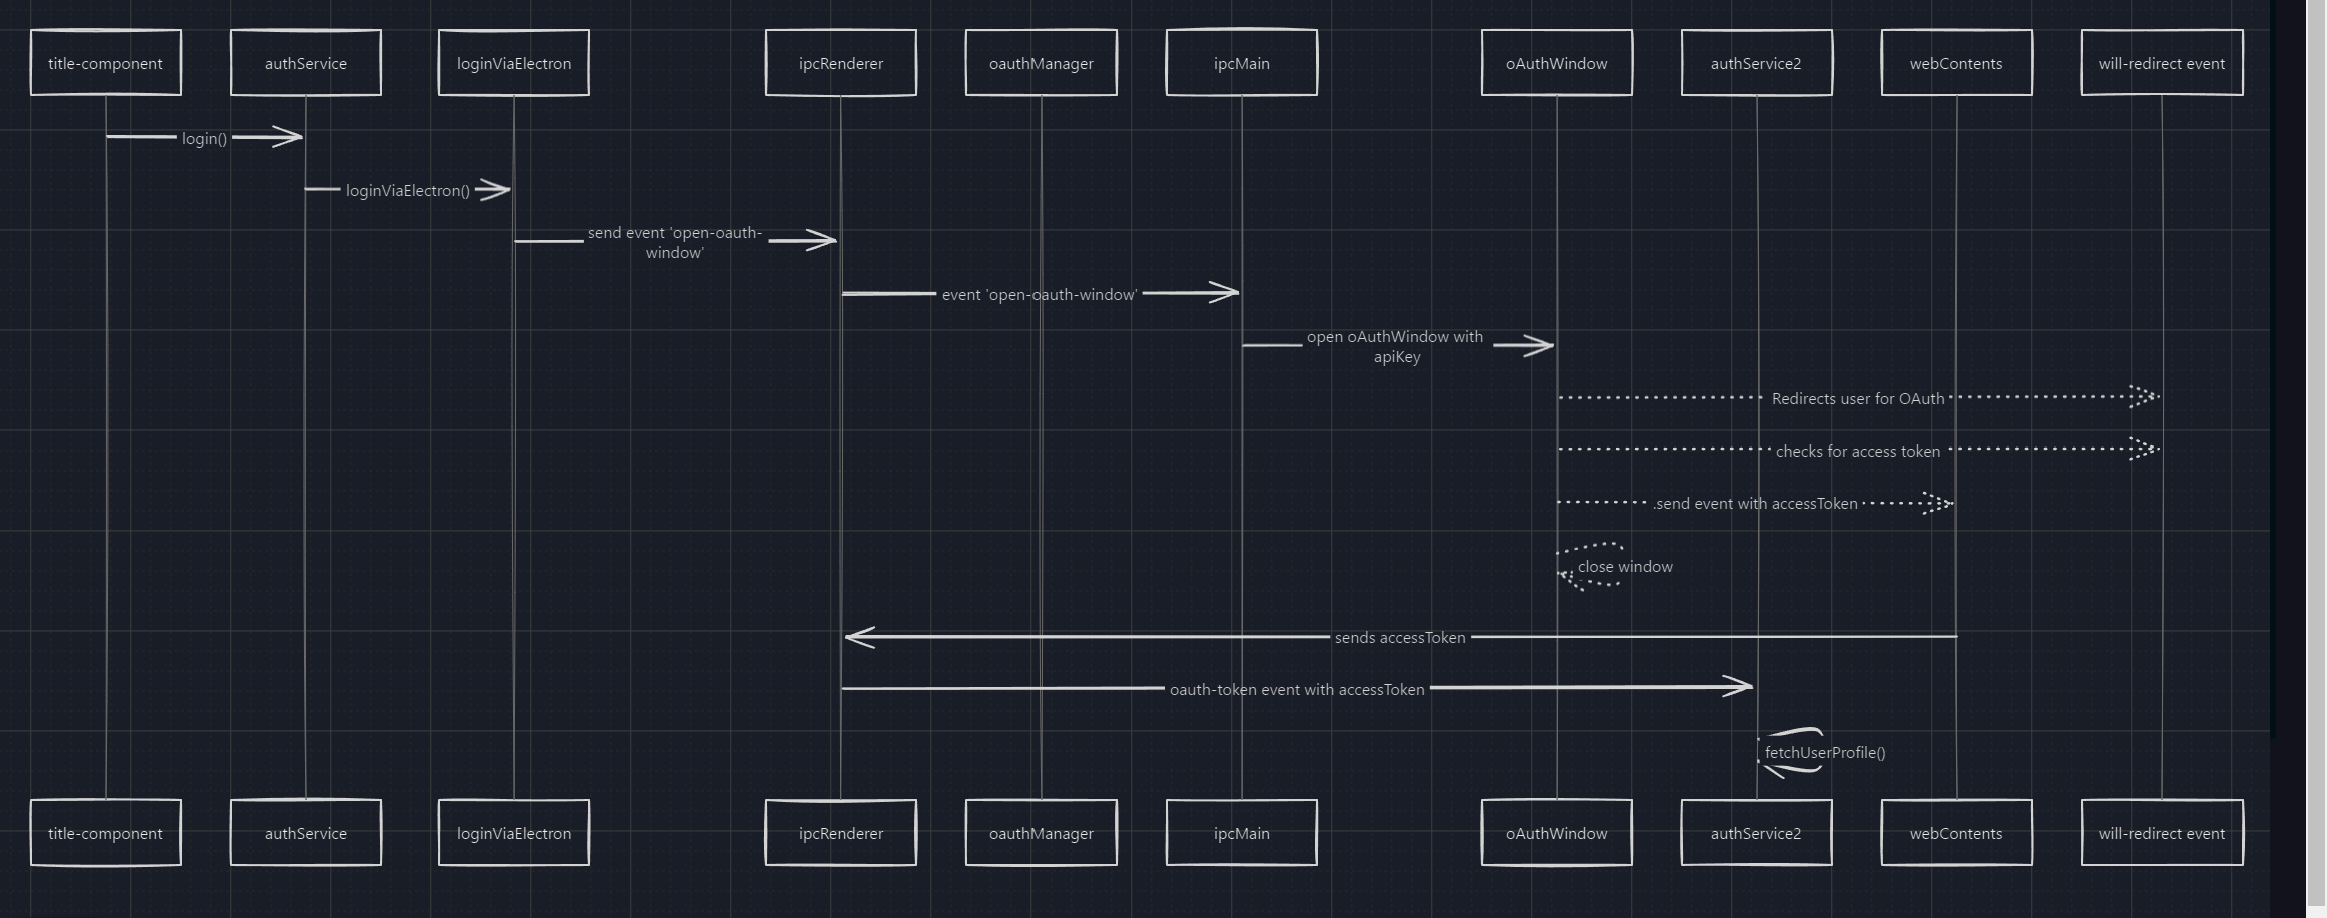 title-component
authService
loginViaElectron
ipcRenderer
oauthManager
ipcMain
oAuthWindow
authService2
webContents
will-redirect event
login()
loginViaElectron()
send event 'open-oauth-
window'
event 'open-oauth-window'
open oAuthWindow with
apiKey
Redirects user for OAuth
checks for access token
.send event with accessToken
close window
sends accessToken
oauth-token event with accessToken
fetchUserProfile()
title-component
authService
loginViaElectron
ipcRenderer
oauthManager
ipcMain
oAuthWindow
authService2
webContents
will-redirect event